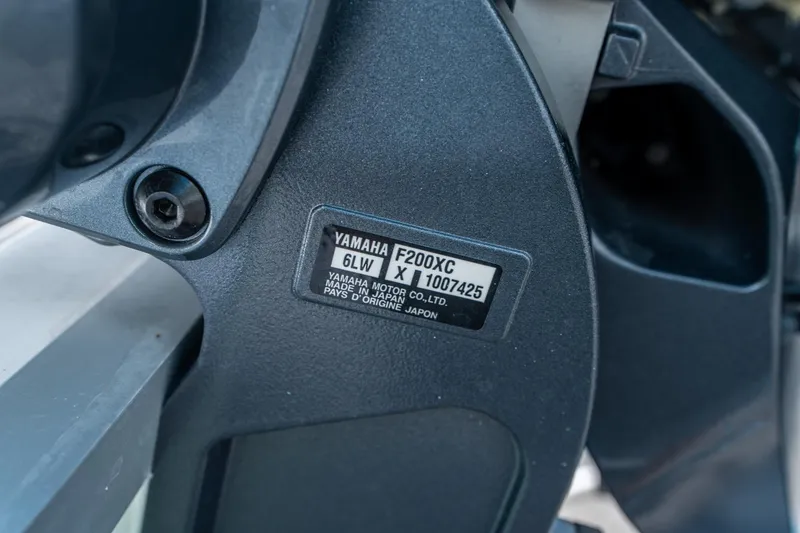 YAMAHA F200XC
6LW X 1007425
YAMAHA MOTOR CO.,LTD.
MADE IN JAPAN
PAYS D'ORIGINE JAPON